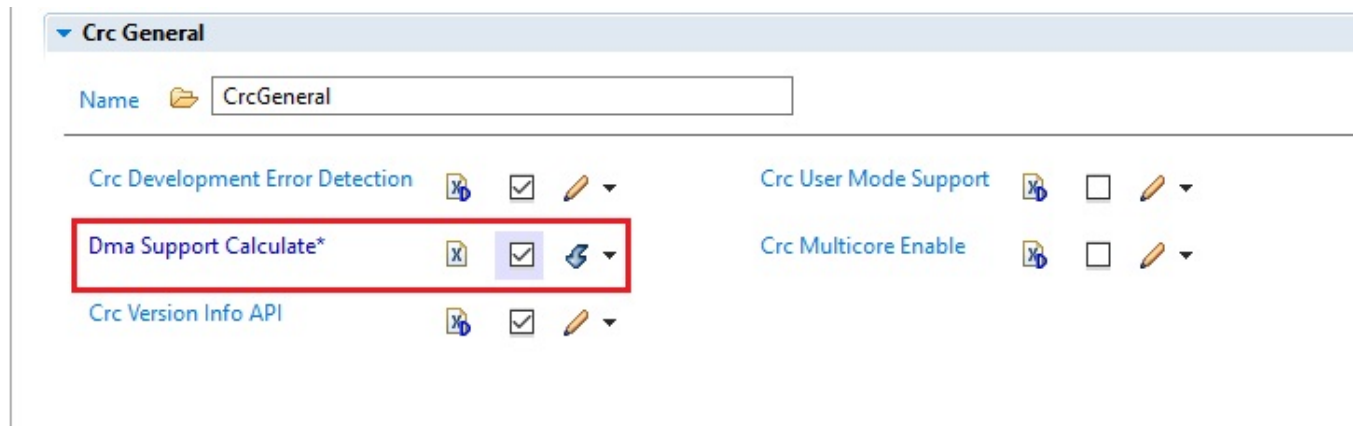 Crc General
Name CrcGeneral
Crc Development Error Detection
Crc User Mode Support
Dma Support Calculate*
Crc Multicore Enable
Crc Version Info API